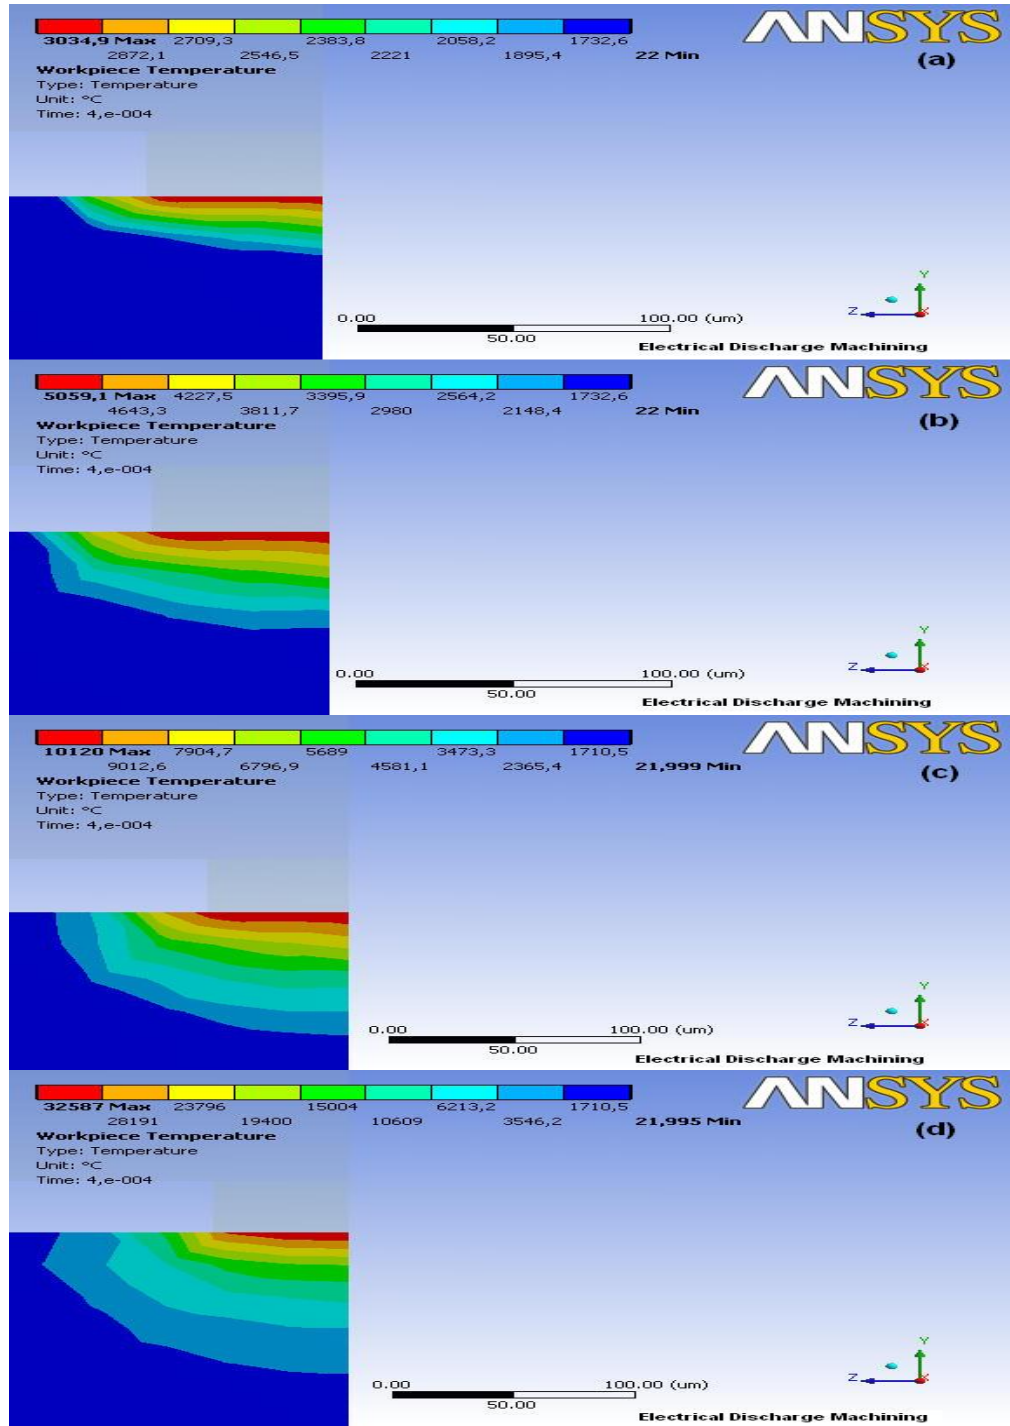 3034,9 Max 2709,3 2383,8 2058,2 1732,6
2872,1 2546,5 2221 1895,4 22 Min
ANSYS
(a)
Workpiece Temperature
Type: Temperature
Unit: °C
Time: 4,e-004
0.00 100.00 (um)
50.00
Y
Z X
Electrical Discharge Machining
5059,1 Max 4227,5 3395,9 2564,2 1732,6
4643,3 3811,7 2980 2148,4 22 Min
ANSYS
(b)
Workpiece Temperature
Type: Temperature
Unit: °C
Time: 4,e-004
0.00 100.00 (um)
50.00
Y
Z X
Electrical Discharge Machining
10120 Max 7904,7 5689 3473,3 1710,5
9012,6 6796,9 4581,1 2365,4 21,999 Min
ANSYS
(c)
Workpiece Temperature
Type: Temperature
Unit: °C
Time: 4,e-004
0.00 100.00 (um)
50.00
Y
Z X
Electrical Discharge Machining
32587 Max 23796 15004 6213,2 1710,5
28191 19400 10609 3546,2 21,995 Min
ANSYS
(d)
Workpiece Temperature
Type: Temperature
Unit: °C
Time: 4,e-004
0.00 100.00 (um)
50.00
Y
Z X
Electrical Discharge Machining